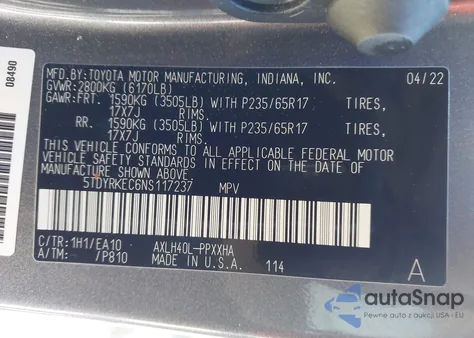 MFD.BY:TOYOTA MOTOR MANUFACTURING, INDIANA, INC. 04/22
GVWR:2800KG (6170LB)
GAWR:FRT. 1590KG (3505LB) WITH P235/65R17 TIRES,
17X7J RIMS.
RR. 1590KG (3505LB) WITH P235/65R17 TIRES,
17X7J RIMS.
THIS VEHICLE CONFORMS TO ALL APPLICABLE FEDERAL MOTOR
VEHICLE SAFETY STANDARDS IN EFFECT ON THE DATE OF
MANUFACTURE SHOWN ABOVE.
5TDYRKEC6NS117237 MPV
C/TR:1H1/EA10 AXLH40L-PPXXHA
A/TM: /P810 MADE IN U.S.A. 114
A
08490
autoSnap
Pewne auto z aukcji USA i EU